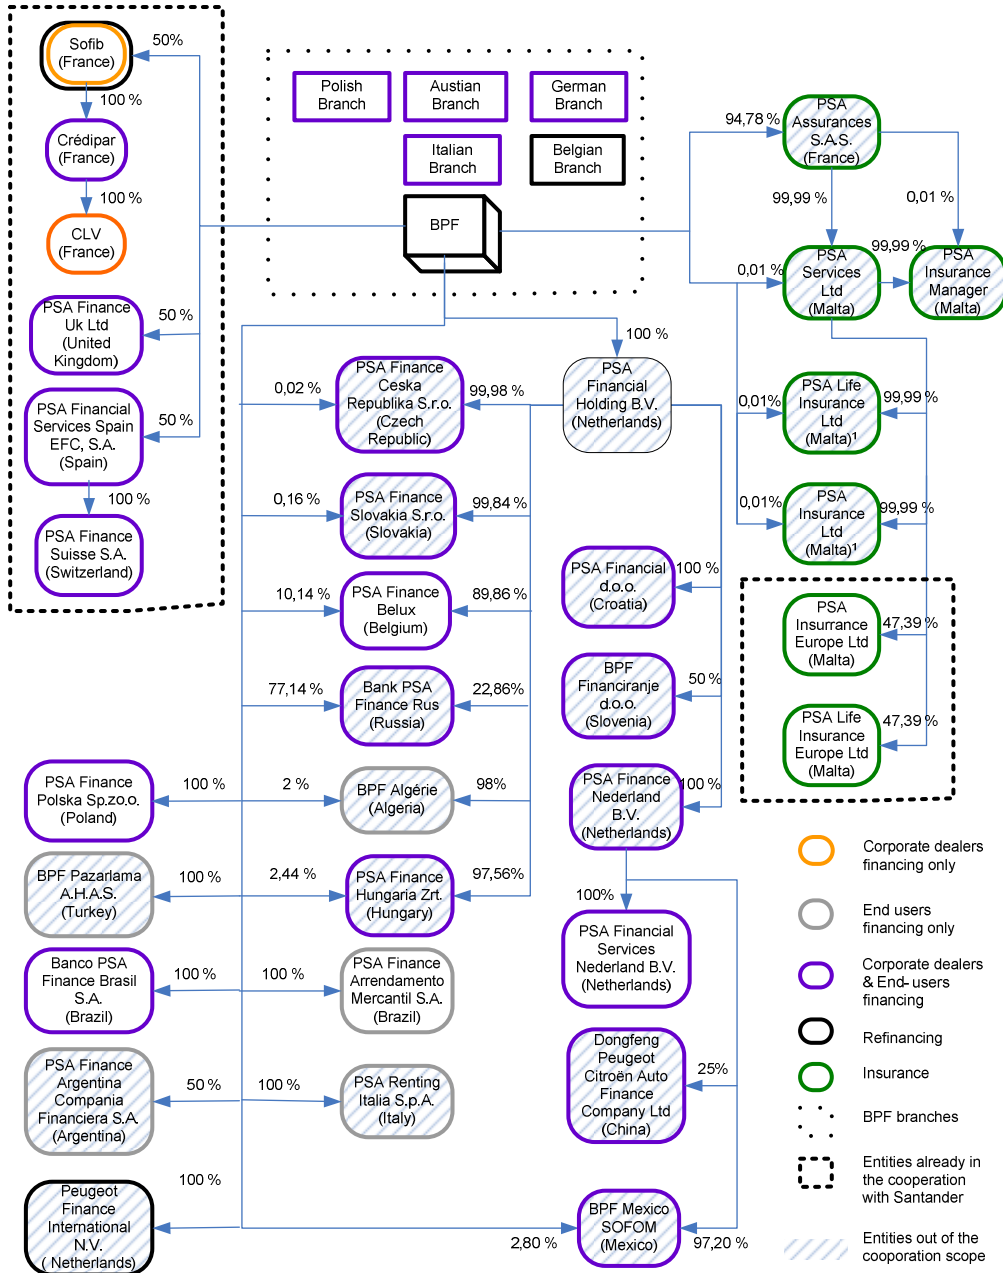 Sofib
(France)
50%
100 %
Crédipar
(France)
100 %
CLV
(France)
PSA Finance
Uk Ltd
(United
Kingdom)
50 %
PSA Financial
Services Spain
EFC, S.A.
(Spain)
50 %
100 %
PSA Finance
Suisse S.A.
(Switzerland)
Polish
Branch
Austian
Branch
German
Branch
Italian
Branch
Belgian
Branch
BPF
94,78 %
PSA
Assurances
S.A.S.
(France)
99,99 %
0,01 %
0,01 %
PSA
Services
Ltd
(Malta)
99,99 %
PSA
Insurance
Manager
(Malta)
100 %
0,02 %
PSA Finance
Ceska
Republika S.r.o.
(Czech
Republic)
99,98 %
PSA
Financial
Holding B.V.
(Netherlands)
0,01%
PSA Life
Insurance
Ltd
(Malta)¹
99,99 %
0,16 %
PSA Finance
Slovakia S.r.o.
(Slovakia)
99,84 %
0,01%
PSA
Insurance
Ltd
(Malta)¹
99,99 %
10,14 %
PSA Finance
Belux
(Belgium)
89,86 %
PSA Financial
d.o.o.
(Croatia)
100 %
PSA
Insurrance
Europe Ltd
(Malta)
47,39 %
77,14 %
Bank PSA
Finance Rus
(Russia)
22,86%
BPF
Financiranje
d.o.o.
(Slovenia)
50 %
PSA Life
Insurance
Europe Ltd
(Malta)
47,39 %
PSA Finance
Polska Sp.zo.o.
(Poland)
100 %
2 %
BPF Algérie
(Algeria)
98%
PSA Finance
Nederland
B.V.
(Netherlands)
100 %
BPF Pazarlama
A.H.A.S.
(Turkey)
100 %
2,44 %
PSA Finance
Hungaria Zrt.
(Hungary)
97,56%
100%
PSA Financial
Services
Nederland B.V.
(Netherlands)
Banco PSA
Finance Brasil
S.A.
(Brazil)
100 %
100 %
PSA Finance
Arrendamento
Mercantil S.A.
(Brazil)
PSA Finance
Argentina
Compania
Financiera S.A.
(Argentina)
50 %
100 %
PSA Renting
Italia S.p.A.
(Italy)
Dongfeng
Peugeot
Citroën Auto
Finance
Company Ltd
(China)
25%
Peugeot
Finance
International
N.V.
( Netherlands)
100 %
2,80 %
BPF Mexico
SOFOM
(Mexico)
97,20 %
Corporate dealers
financing only
End users
financing only
Corporate dealers
& End- users
financing
Refinancing
Insurance
BPF branches
Entities already in
the cooperation
with Santander
Entities out of the
cooporation scope